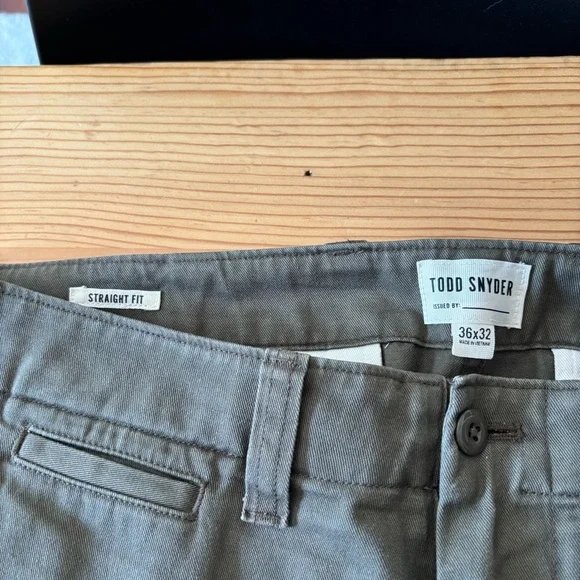 STRAIGHT FIT
TODD SNYDER
ISSUED BY:
36x32
MADE IN VIETNAM